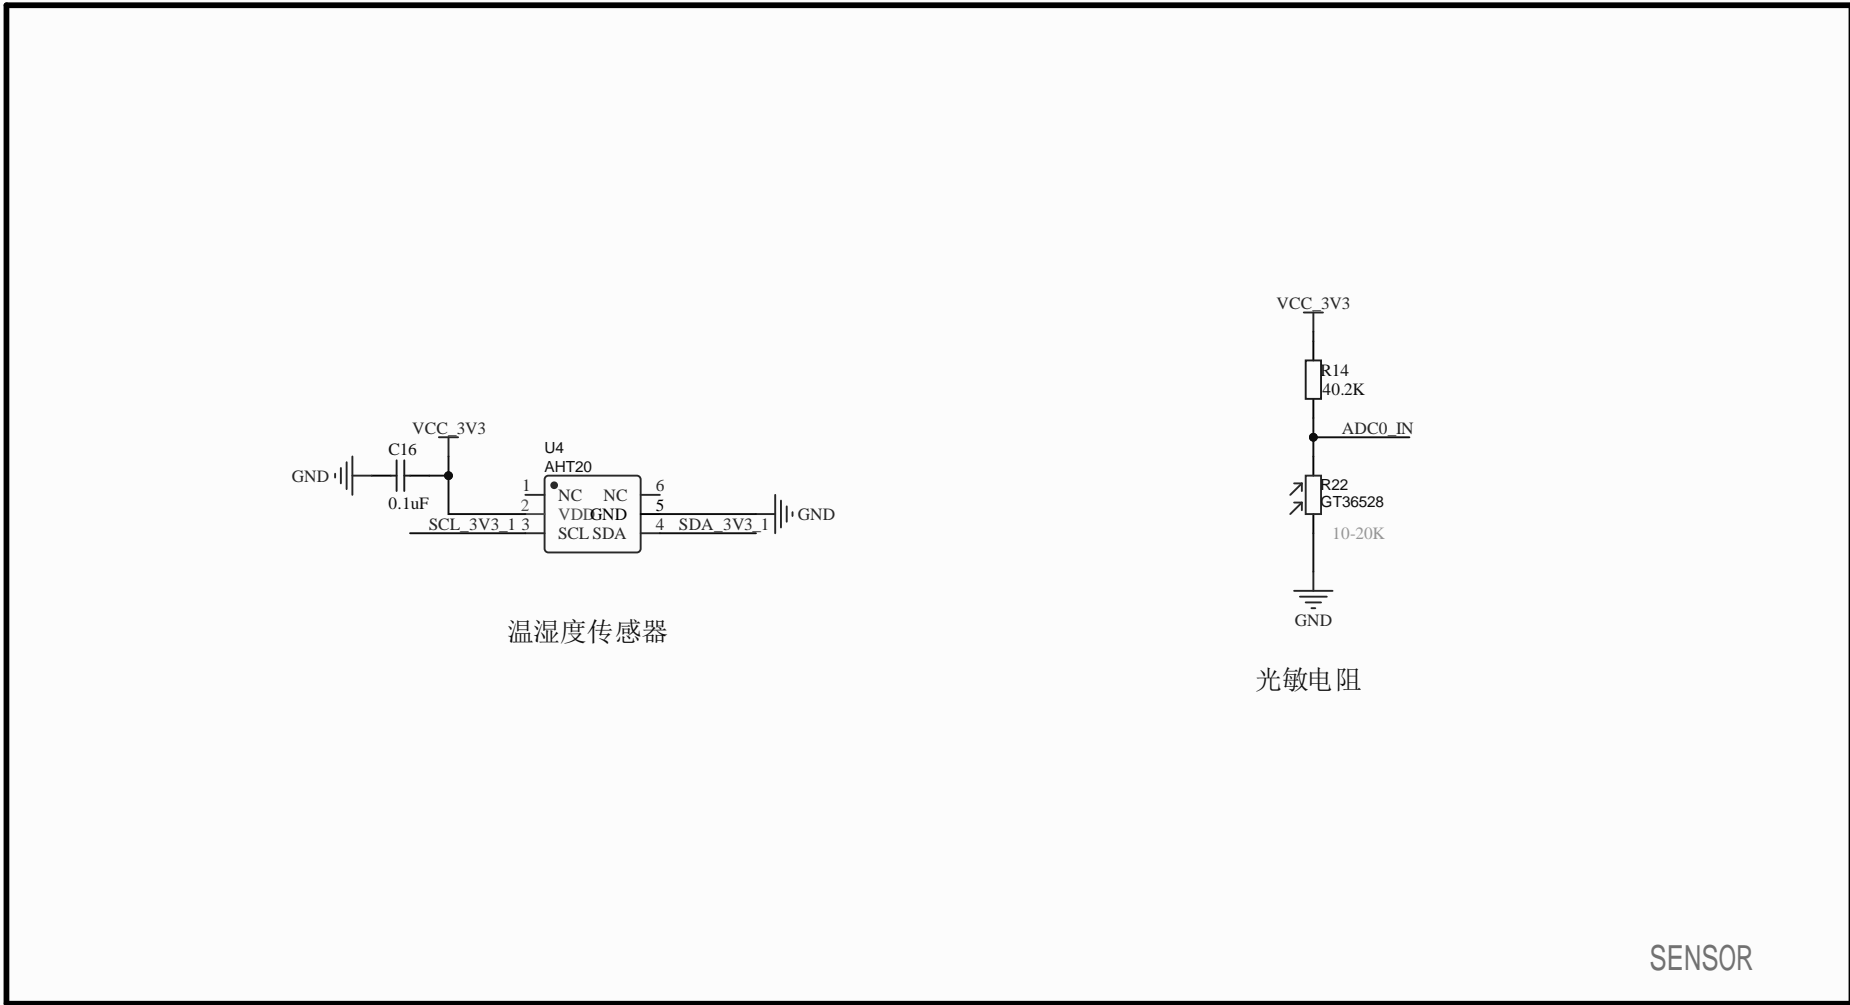 VCC_3V3
C16
GND
0.1uF
U4
AHT20
1 NC NC 6
2 VDD GND 5
SCL_3V3_1 3 SCL SDA 4 SDA_3V3_1
GND
温湿度传感器
VCC_3V3
R14
40.2K
ADC0_IN
R22
GT36528
10-20K
GND
光敏电阻
SENSOR